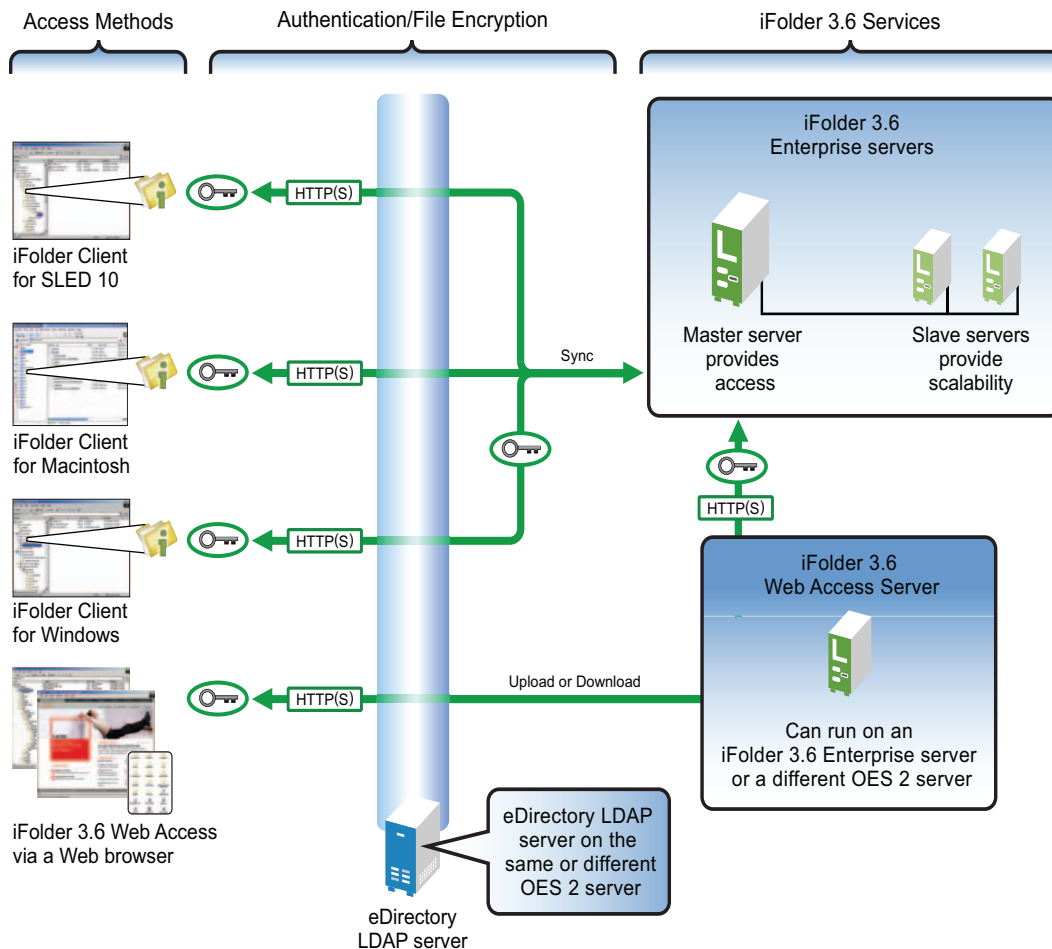 Access Methods
Authentication/File Encryption
iFolder 3.6 Services
iFolder Client
for SLED 10
HTTP(S)
iFolder Client
for Macintosh
HTTP(S)
Sync
iFolder Client
for Windows
HTTP(S)
iFolder 3.6 Web Access
via a Web browser
HTTP(S)
Upload or Download
eDirectory
LDAP server
eDirectory LDAP
server on the
same or different
OES 2 server
iFolder 3.6
Enterprise servers
Master server
provides
access
Slave servers
provide
scalability
HTTP(S)
iFolder 3.6
Web Access Server
Can run on an
iFolder 3.6 Enterprise server
or a different OES 2 server